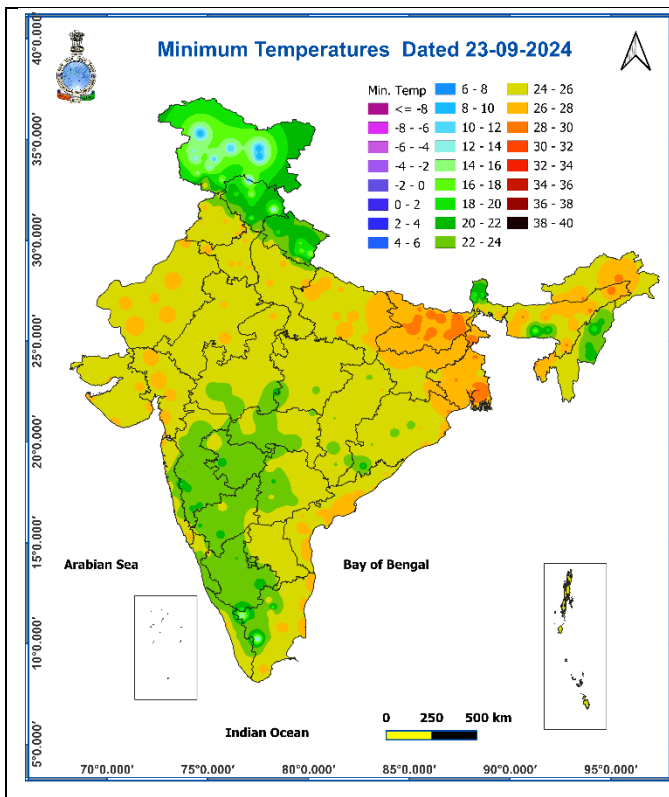 Minimum Temperatures Dated 23-09-2024
Min. Temp
<= -8
-8 - -6
-6 - -4
-4 - -2
-2 - 0
0 - 2
2 - 4
4 - 6
6 - 8
8 - 10
10 - 12
12 - 14
14 - 16
16 - 18
18 - 20
20 - 22
22 - 24
24 - 26
26 - 28
28 - 30
30 - 32
32 - 34
34 - 36
36 - 38
38 - 40
40°0.000'
35°0.000'
30°0.000'
25°0.000'
20°0.000'
15°0.000'
10°0.000'
5°0.000'
Arabian Sea
Bay of Bengal
Indian Ocean
0 250 500 km
70°0.000' 75°0.000' 80°0.000' 85°0.000' 90°0.000' 95°0.000'